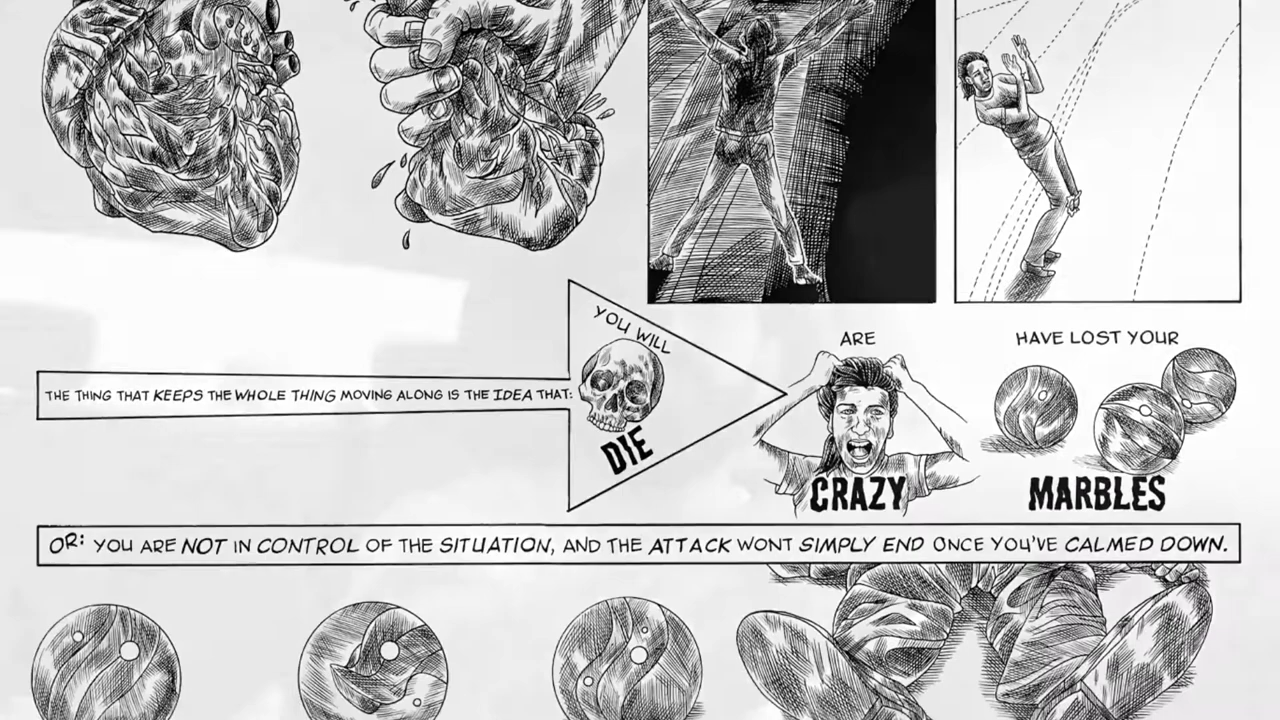 THE THING THAT KEEPS THE WHOLE THING MOVING ALONG IS THE IDEA THAT:
YOU WILL
DIE
ARE
CRAZY
HAVE LOST YOUR
MARBLES
OR: YOU ARE NOT IN CONTROL OF THE SITUATION, AND THE ATTACK WONT SIMPLY END ONCE YOU'VE CALMED DOWN.